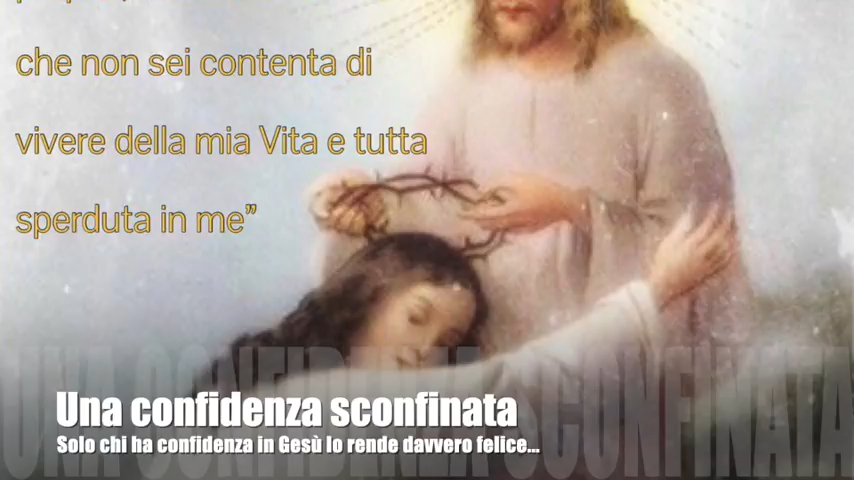 che non sei contenta di
vivere della mia Vita e tutta
sperduta in me”
UNA CONFIDENZA SCONFINATA
Una confidenza sconfinata
Solo chi ha confidenza in Gesù lo rende davvero felice...